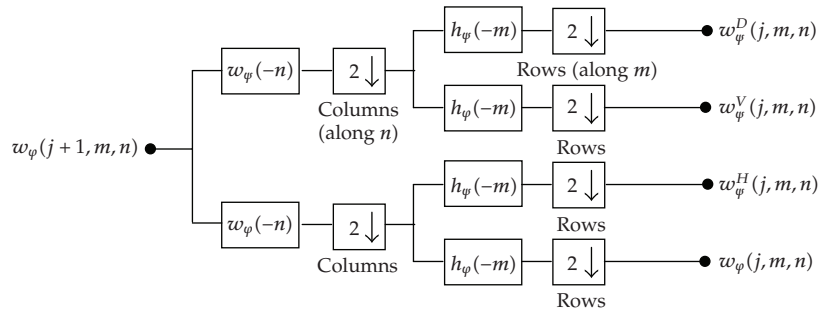 h_ψ(−m) 2 ↓ w_ψ^D(j, m, n)
w_ψ(−n) 2 ↓ Rows (along m)
Columns
(along n)
h_φ(−m) 2 ↓ w_ψ^V(j, m, n)
Rows
w_φ(j + 1, m, n)
h_ψ(−m) 2 ↓ w_ψ^H(j, m, n)
w_φ(−n) 2 ↓ Rows
Columns
h_φ(−m) 2 ↓ w_φ(j, m, n)
Rows